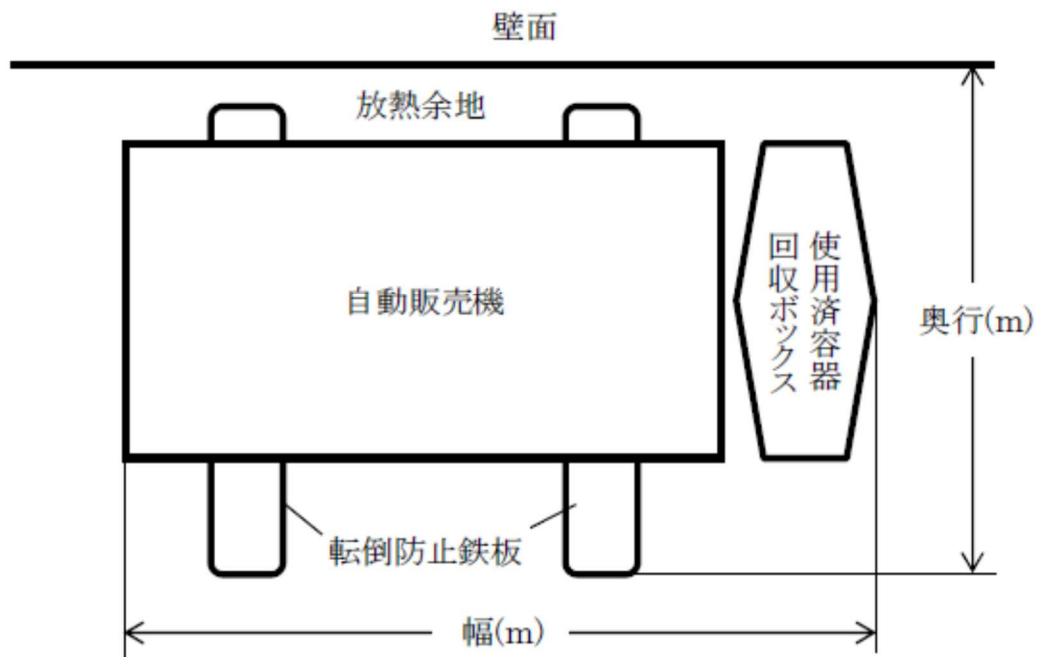 壁面
放熱余地
自動販売機
使用済容器
回収ボックス
奥行(m)
転倒防止鉄板
幅(m)